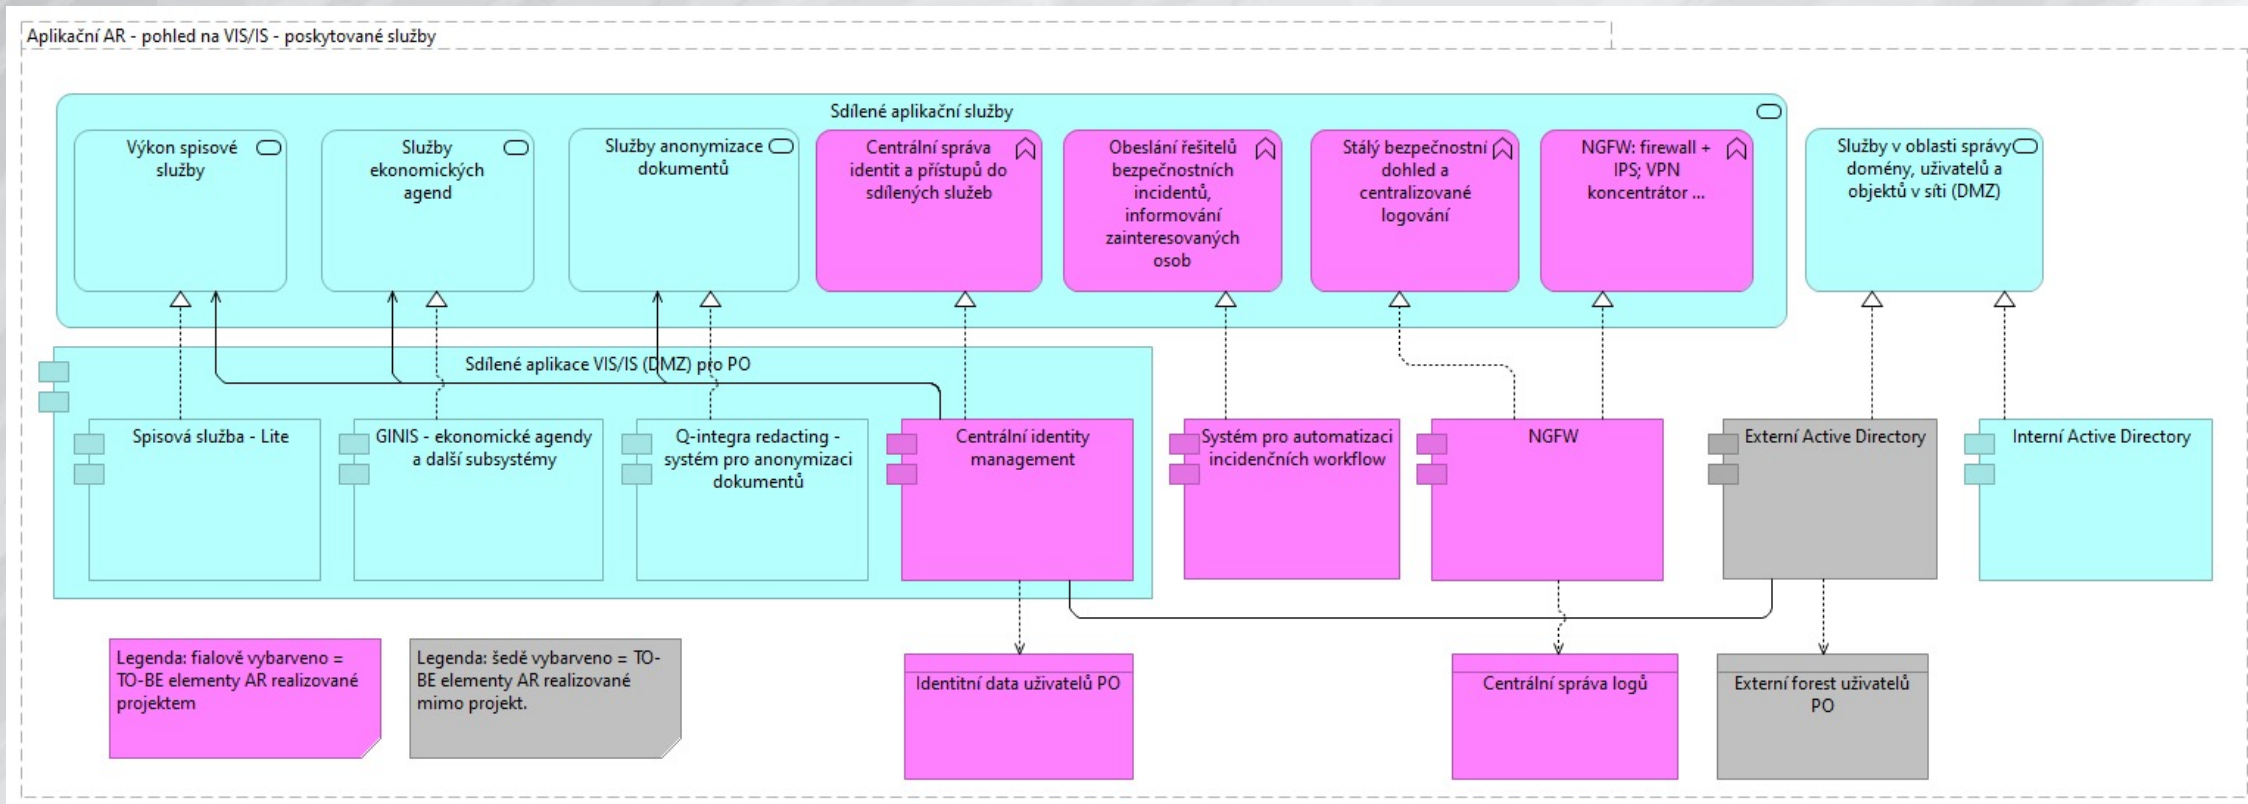 Aplikační AR - pohled na VIS/IS - poskytované služby
Sdílené aplikační služby
Výkon spisové
služby
Služby
ekonomických
agend
Služby anonymizace
dokumentů
Centrální správa
identit a přístupů do
sdílených služeb
Obeslání řešitelů
bezpečnostních
incidentů,
informování
zainteresovaných
osob
Stálý bezpečnostní
dohled a
centralizované
logování
NGFW: firewall +
IPS; VPN
koncentrátor ...
Služby v oblasti správy
domény, uživatelů a
objektů v síti (DMZ)
Sdílené aplikace VIS/IS (DMZ) pro PO
Spisová služba - Lite
GINIS - ekonomické agendy
a další subsystémy
Q-integra redacting -
systém pro anonymizaci
dokumentů
Centrální identity
management
Systém pro automatizaci
incidenčních workflow
NGFW
Externí Active Directory
Interní Active Directory
Legenda: fialově vybarveno =
TO-BE elementy AR realizované
projektem
Legenda: šedě vybarveno = TO-
BE elementy AR realizované
mimo projekt.
Identitní data uživatelů PO
Centrální správa logů
Externí forest uživatelů
PO